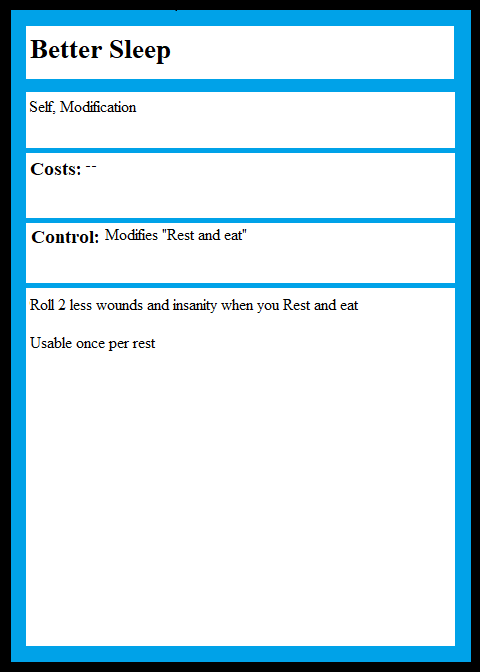 Better Sleep
Self, Modification
Costs: --
Control: Modifies "Rest and eat"
Roll 2 less wounds and insanity when you Rest and eat
Usable once per rest